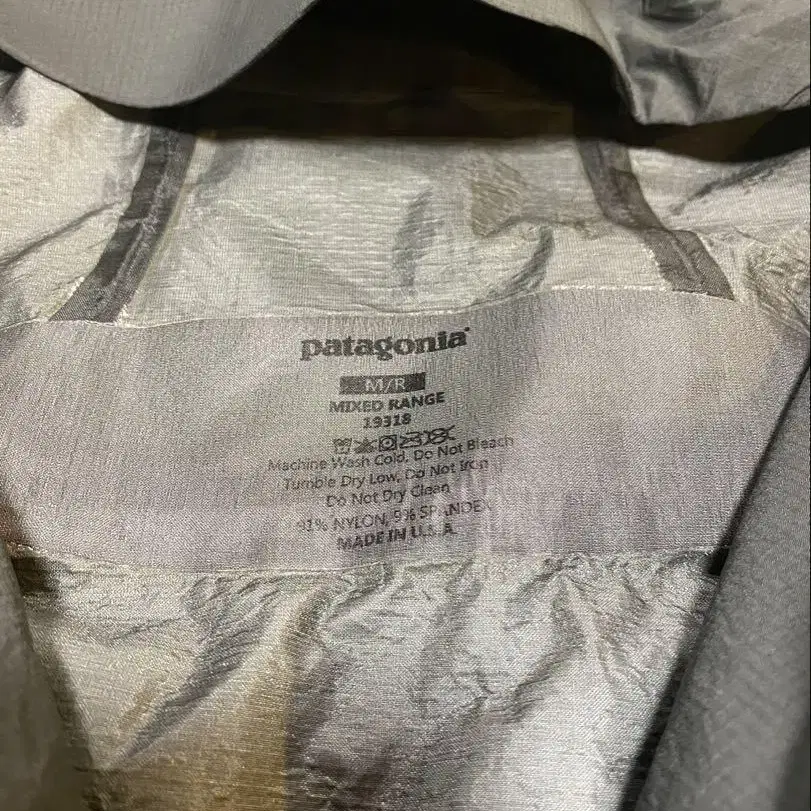 patagonia®
M/R
MIXED RANGE
19318
Machine Wash Cold, Do Not Bleach
Tumble Dry Low, Do Not Iron
Do Not Dry Clean
91% NYLON, 9% SPANDEX
MADE IN U.S.A.